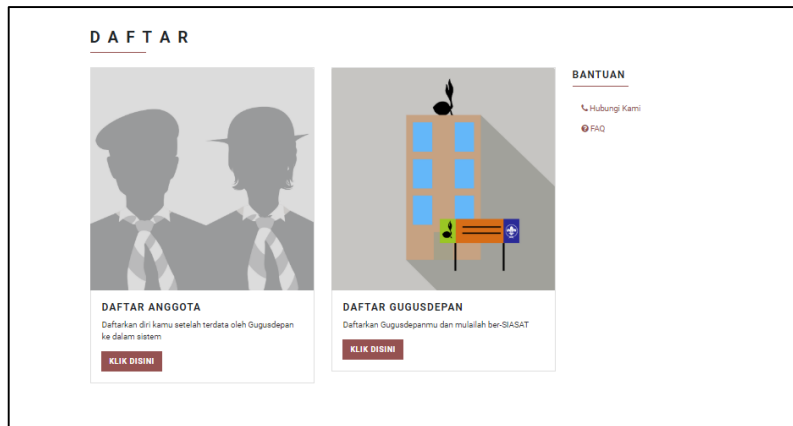 DAFTAR
DAFTAR ANGGOTA
Daftarkan diri kamu setelah terdata oleh Gugusdepan
ke dalam sistem
KLIK DISINI
DAFTAR GUGUSDEPAN
Daftarkan Gugusdepanmu dan mulailah ber-SIASAT
KLIK DISINI
BANTUAN
Hubungi Kami
FAQ